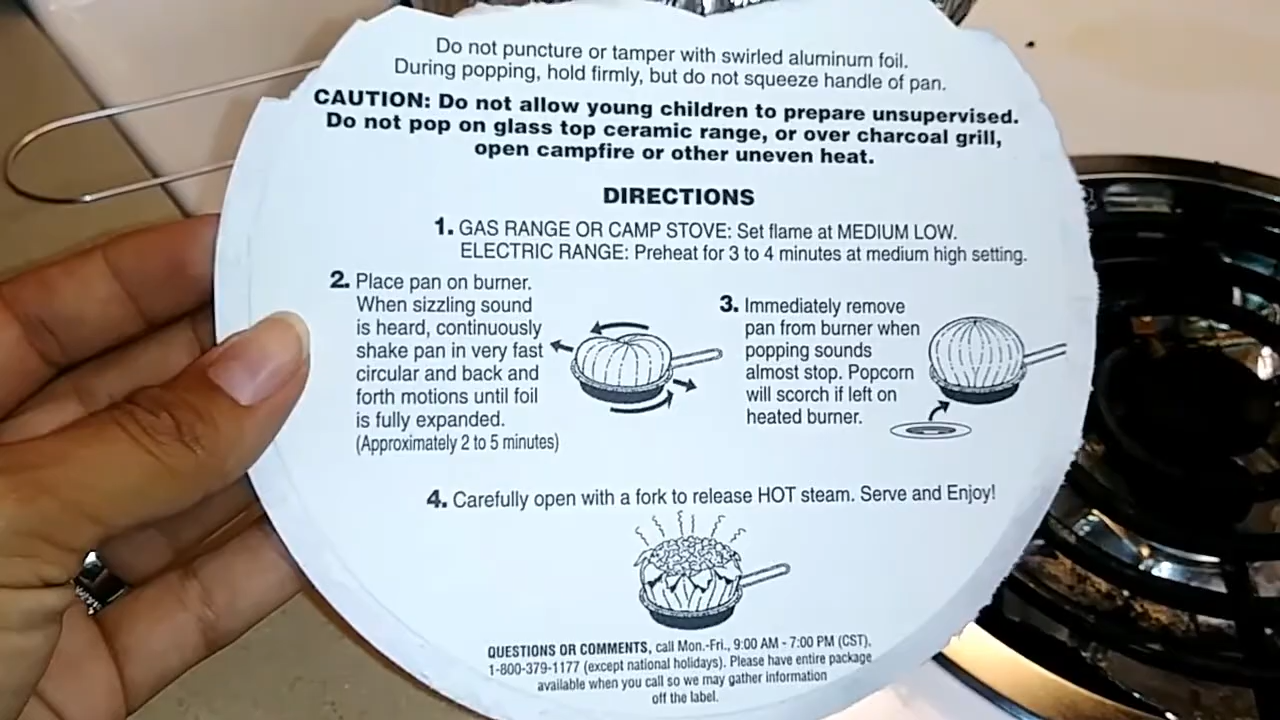 Do not puncture or tamper with swirled aluminum foil.
During popping, hold firmly, but do not squeeze handle of pan.
CAUTION: Do not allow young children to prepare unsupervised.
Do not pop on glass top ceramic range, or over charcoal grill,
open campfire or other uneven heat.
DIRECTIONS
1. GAS RANGE OR CAMP STOVE: Set flame at MEDIUM LOW.
ELECTRIC RANGE: Preheat for 3 to 4 minutes at medium high setting.
2. Place pan on burner.
When sizzling sound
is heard, continuously
shake pan in very fast
circular and back and
forth motions until foil
is fully expanded.
(Approximately 2 to 5 minutes)
3. Immediately remove
pan from burner when
popping sounds
almost stop. Popcorn
will scorch if left on
heated burner.
4. Carefully open with a fork to release HOT steam. Serve and Enjoy!
QUESTIONS OR COMMENTS, call Mon.-Fri., 9:00 AM - 7:00 PM (CST),
1-800-379-1177 (except national holidays). Please have entire package
available when you call so we may gather information
off the label.